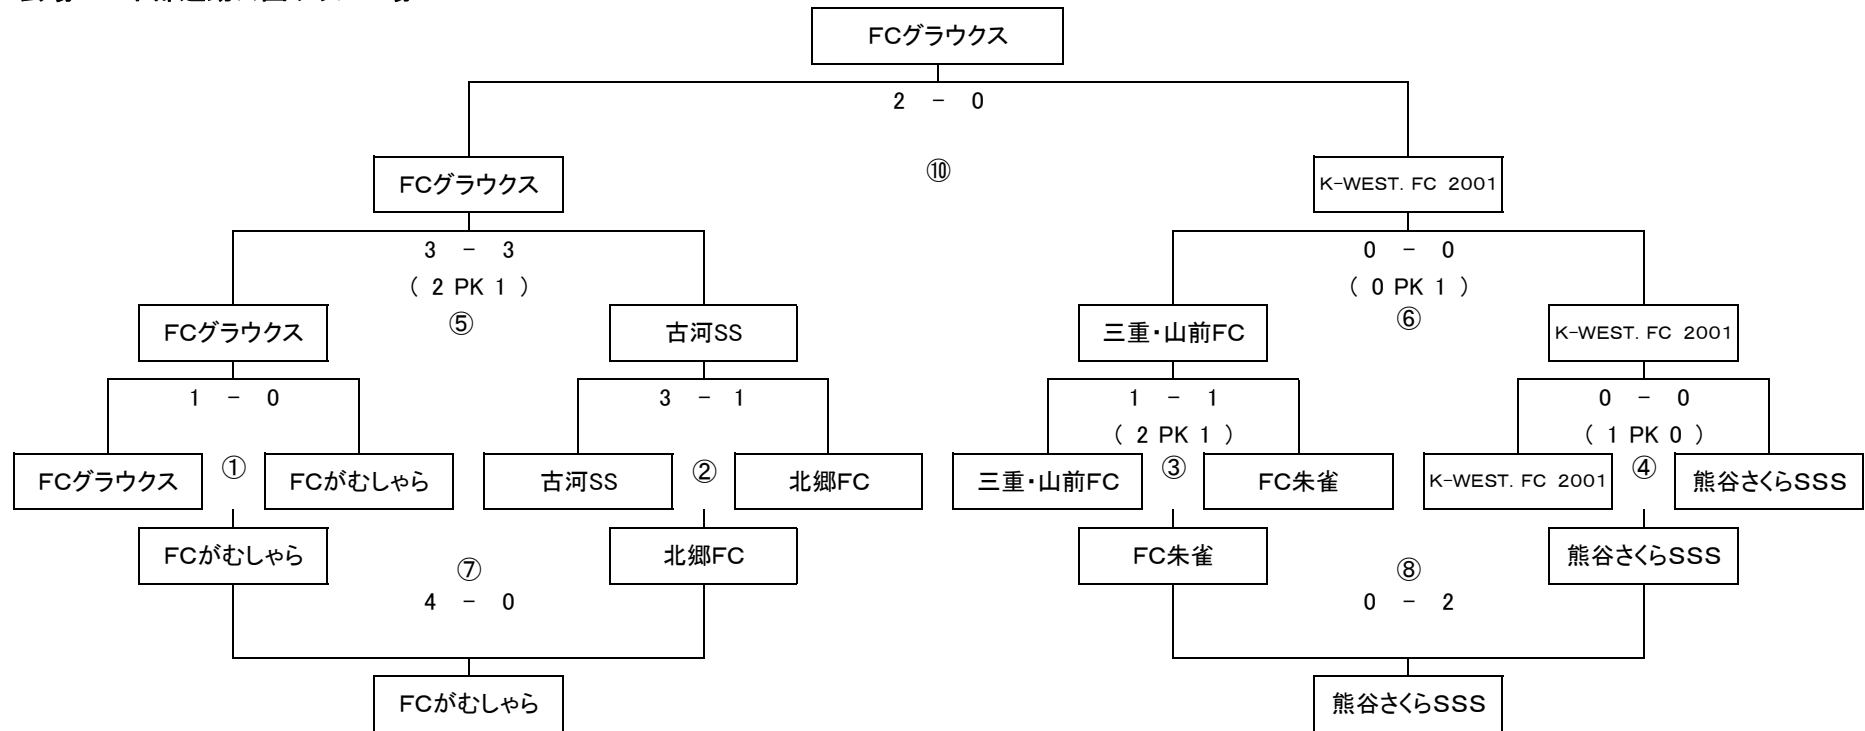 FCグラウクス
2 － 0
⑩
FCグラウクス
K-WEST. FC 2001
3 － 3
0 － 0
( 2 PK 1 )
( 0 PK 1 )
⑤
⑥
FCグラウクス
古河SS
三重・山前FC
K-WEST. FC 2001
1 － 0
3 － 1
1 － 1
0 － 0
( 2 PK 1 )
( 1 PK 0 )
①
②
③
④
FCグラウクス
FCがむしゃら
古河SS
北郷FC
三重・山前FC
FC朱雀
K-WEST. FC 2001
熊谷さくらSSS
FCがむしゃら
北郷FC
FC朱雀
熊谷さくらSSS
⑦
⑧
4 － 0
0 － 2
FCがむしゃら
熊谷さくらSSS